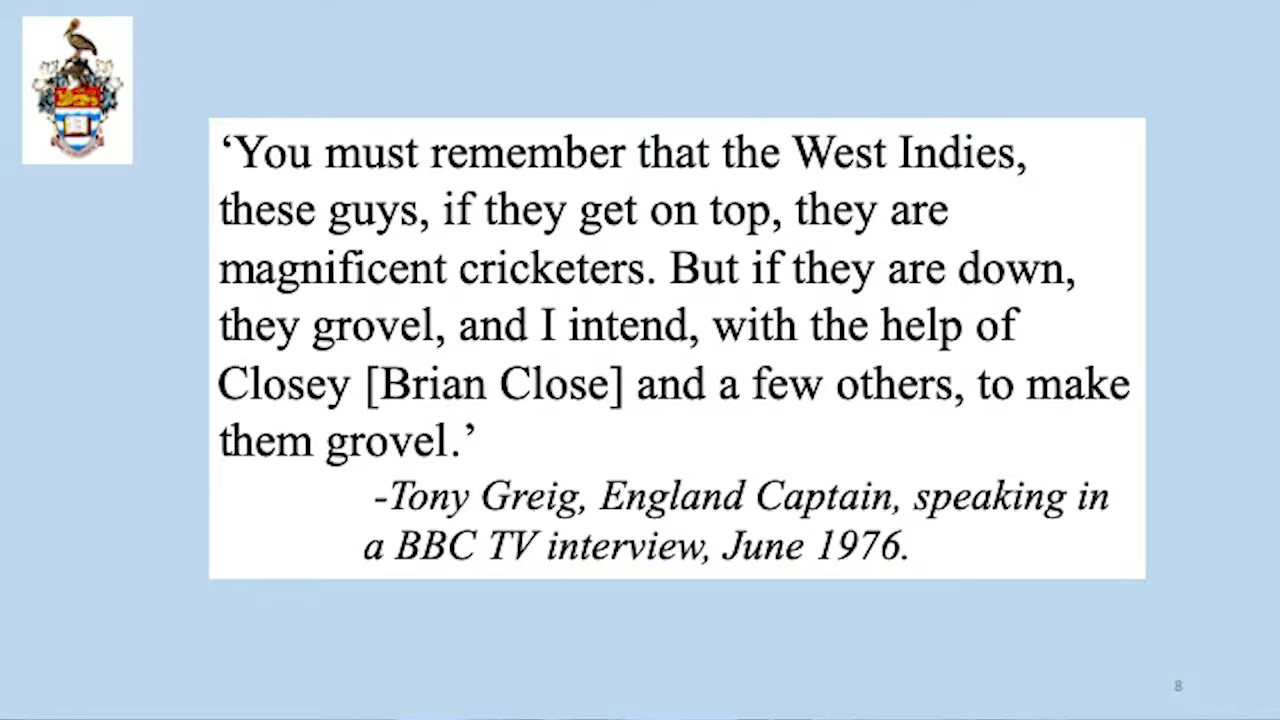 ‘You must remember that the West Indies,
these guys, if they get on top, they are
magnificent cricketers. But if they are down,
they grovel, and I intend, with the help of
Closey [Brian Close] and a few others, to make
them grovel.’
-Tony Greig, England Captain, speaking in
a BBC TV interview, June 1976.
8